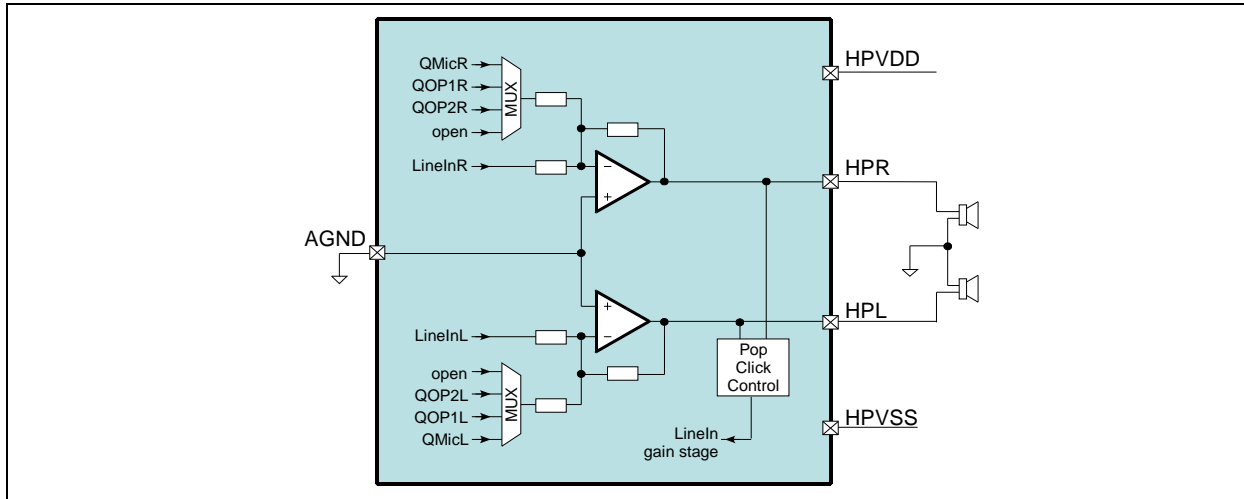 HPVDD
QMicR
QOP1R
QOP2R
open
MUX
LineInR
−
+
HPR
AGND
+
−
HPL
LineInL
open
QOP2L
QOP1L
QMicL
MUX
Pop
Click
Control
LineIn
gain stage
HPVSS